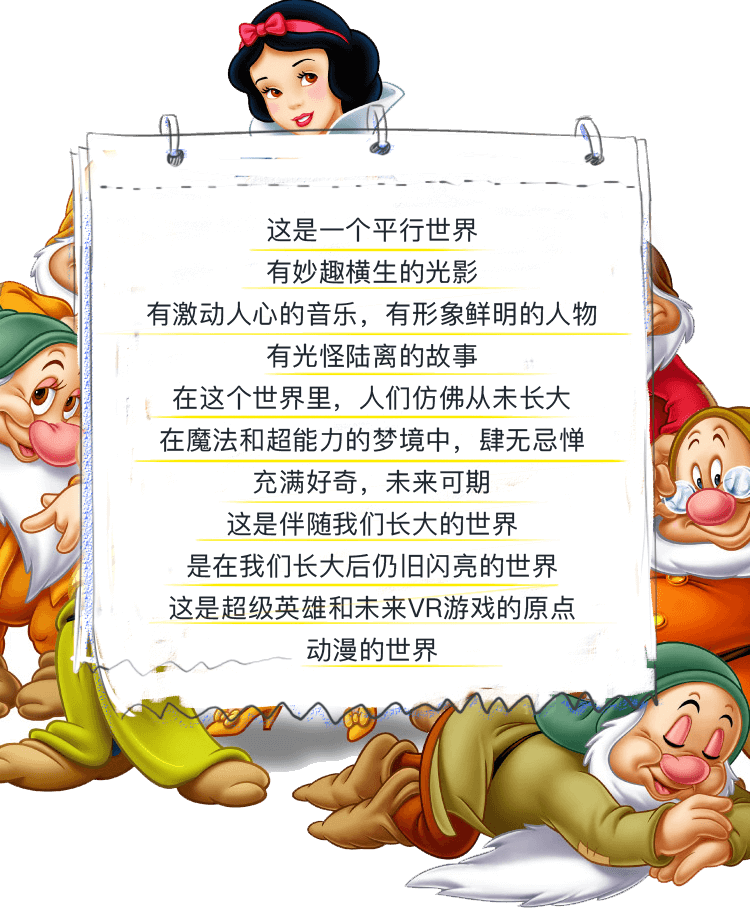 这是一个平行世界
有妙趣横生的光影
有激动人心的音乐，有形象鲜明的人物
有光怪陆离的故事
在这个世界里，人们仿佛从未长大
在魔法和超能力的梦境中，肆无忌惮
充满好奇，未来可期
这是伴随我们长大的世界
是在我们长大后仍旧闪亮的世界
这是超级英雄和未来VR游戏的原点
动漫的世界